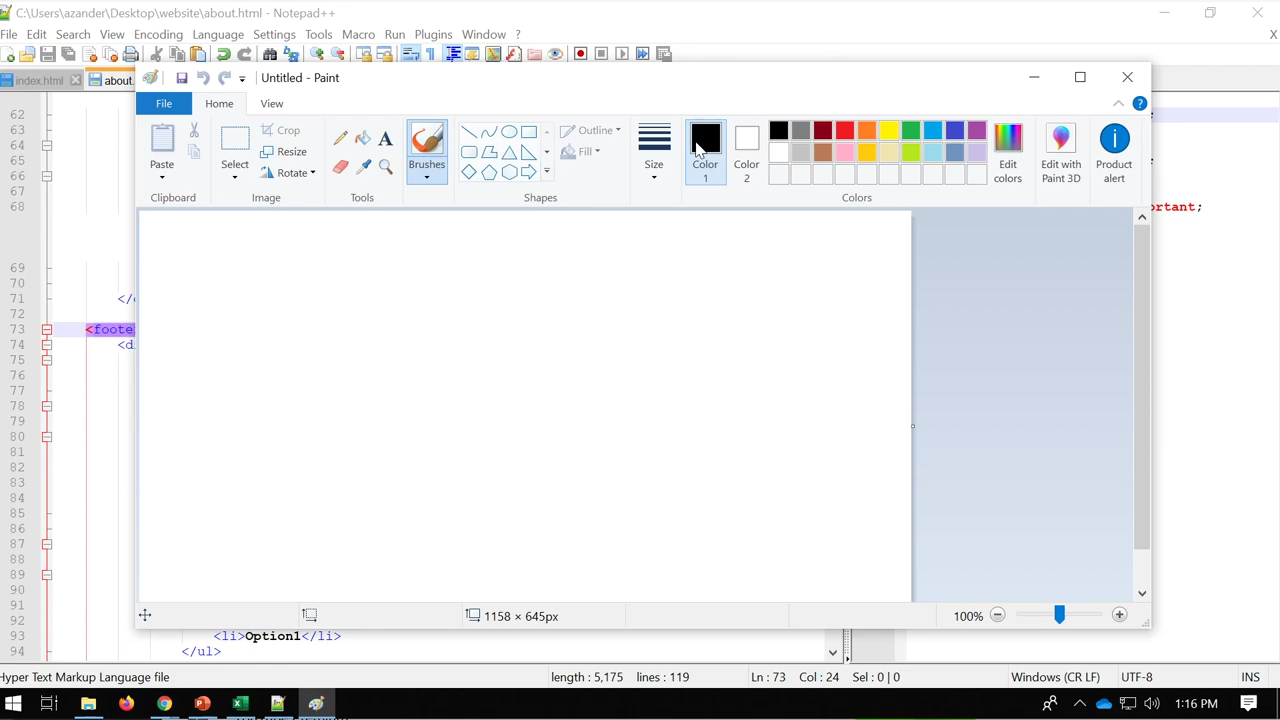 C:\Users\azander\Desktop\website\about.html - Notepad++
File Edit Search View Encoding Language Settings Tools Macro Run Plugins Window ? X
index.html about.
Untitled - Paint
File Home View
Paste
Select
Crop
Resize
Rotate
Brushes
Outline
Fill
Size
Color 1
Color 2
Edit colors
Edit with Paint 3D
Product alert
Clipboard Image Tools Shapes Colors
62
63
64 ;
65
66
67
68 rtant;
69
70
71 </
72
73 <foote
74 <di
75
76
77
78
79
80
81
82
83
84
85
86
87
88
89
90
91
92
93 <li>Option1</li>
94 </ul>
1158 × 645px 100%
yper Text Markup Language file length : 5,175 lines : 119 Ln : 73 Col : 24 Sel : 0 | 0 Windows (CR LF) UTF-8 INS
1:16 PM